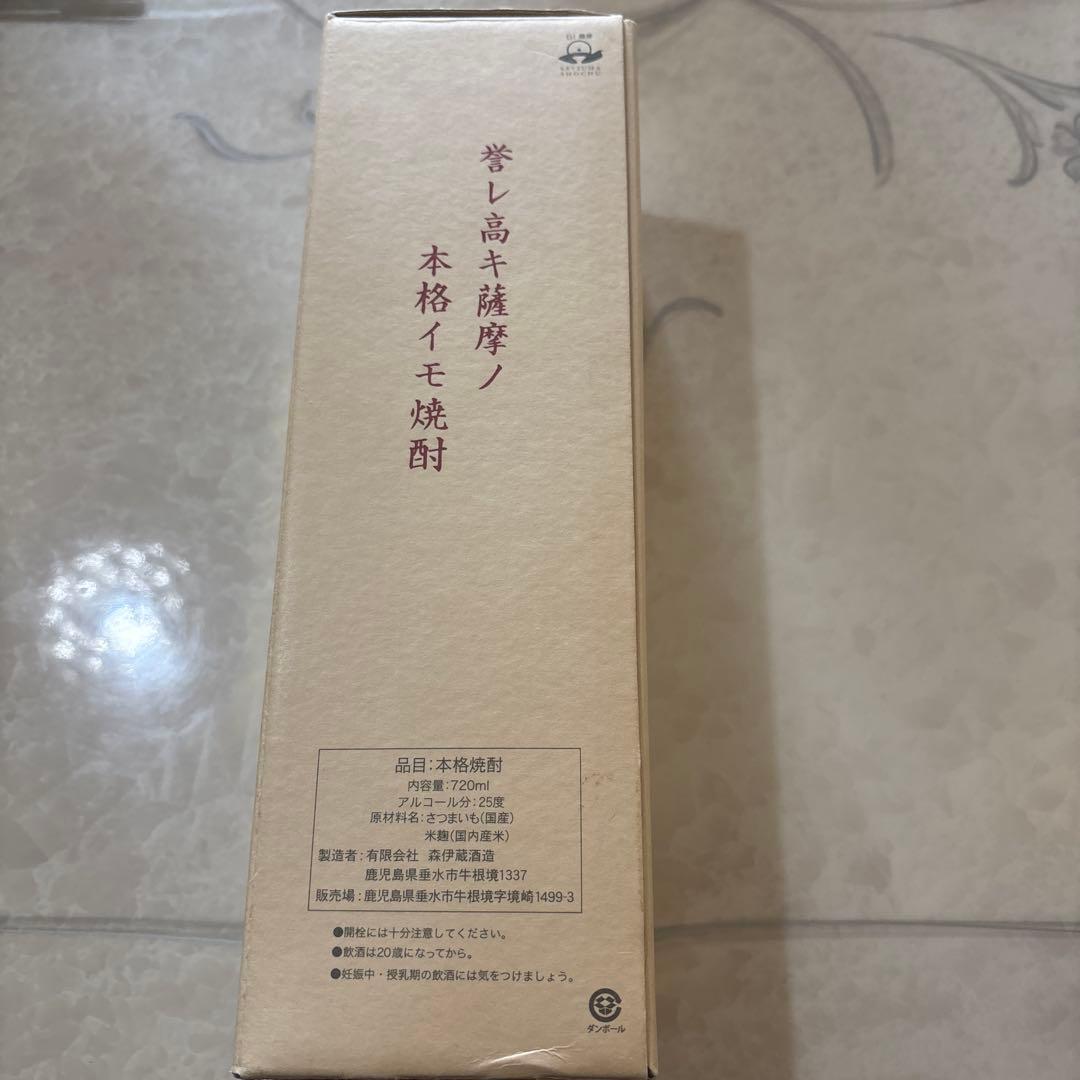 GI 薩摩
SATSUMA
SHOCHU
誉レ高キ薩摩ノ
本格イモ焼酎
品目:本格焼酎
内容量:720ml
アルコール分:25度
原材料名:さつまいも(国産)
米麹(国内産米)
製造者:有限会社 森伊蔵酒造
鹿児島県垂水市牛根境1337
販売場:鹿児島県垂水市牛根境字境崎1499-3
●開栓には十分注意してください。
●飲酒は20歳になってから。
●妊娠中・授乳期の飲酒には気をつけましょう。
ダンボール